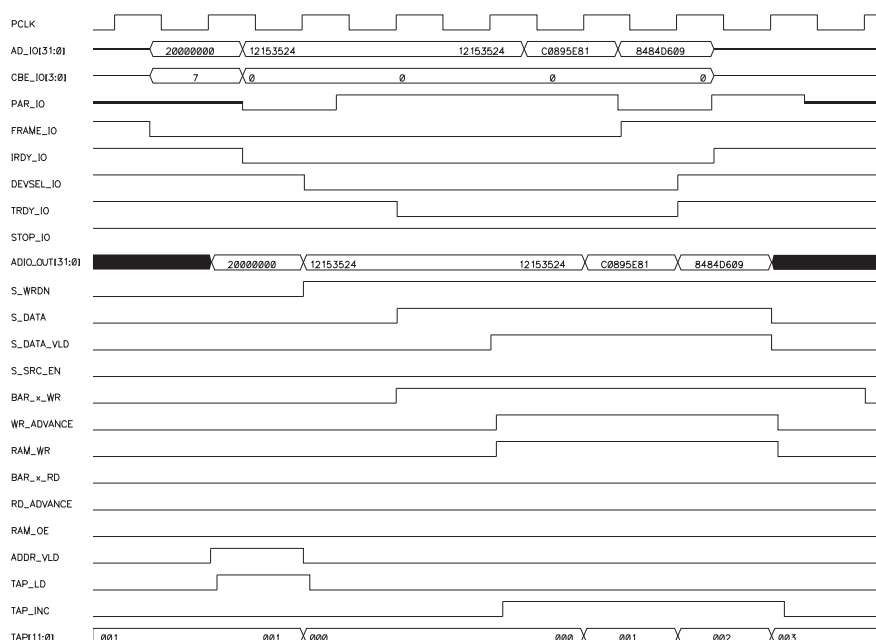 PCLK
AD_IO[31:0] 20000000 12153524 12153524 C0895E81 8484D609
CBE_IO[3:0] 7 0 0 0 0
PAR_IO
FRAME_IO
IRDY_IO
DEVSEL_IO
TRDY_IO
STOP_IO
ADIO_OUT[31:0] 20000000 12153524 12153524 C0895E81 8484D609
S_WRDN
S_DATA
S_DATA_VLD
S_SRC_EN
BAR_x_WR
WR_ADVANCE
RAM_WR
BAR_x_RD
RD_ADVANCE
RAM_OE
ADDR_VLD
TAP_LD
TAP_INC
TAP[11:0] 001 001 000 000 001 002 003